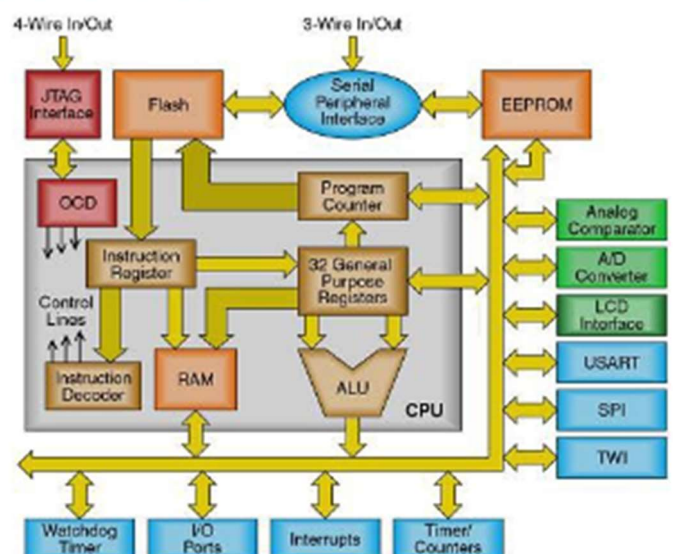 4-Wire In/Out
3-Wire In/Out
JTAG
Interface
Flash
Serial
Peripheral
Interface
EEPROM
OCD
Program
Counter
Analog
Comparator
Instruction
Register
32 General
Purpose
Registers
A/D
Converter
Control
Lines
LCD
Interface
Instruction
Decoder
RAM
ALU
CPU
USART
SPI
TWI
Watchdog
Timer
I/O
Ports
Interrupts
Timer/
Counters